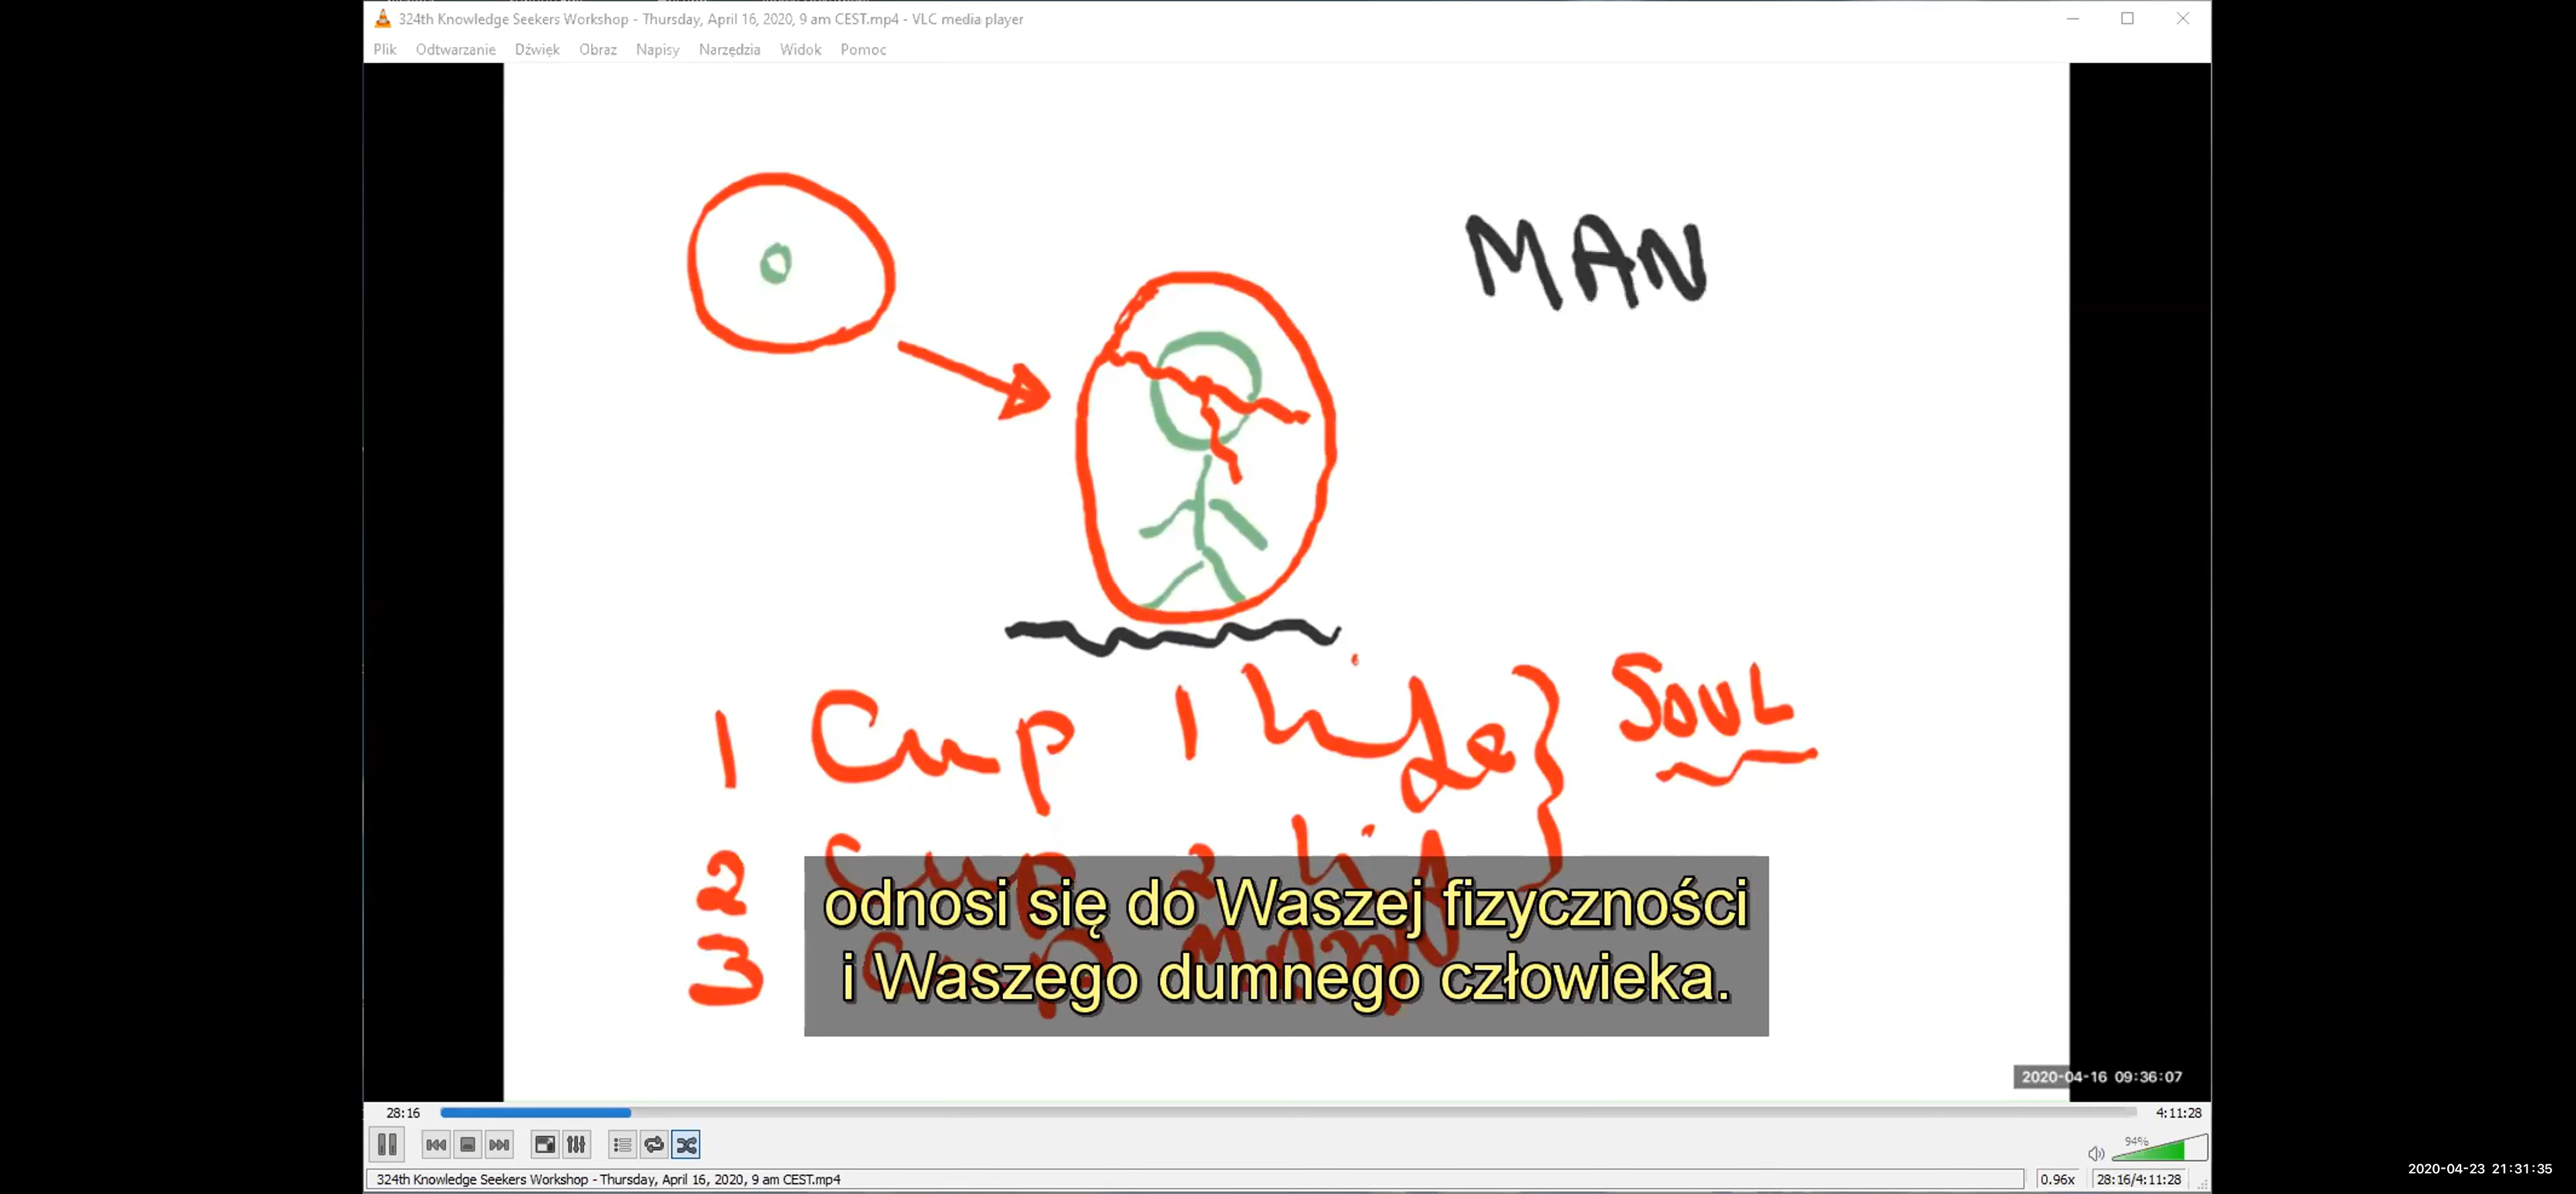 324th Knowledge Seekers Workshop - Thursday, April 16, 2020, 9 am CEST.mp4 - VLC media player
Plik Odtwarzanie Dźwięk Obraz Napisy Narzędzia Widok Pomoc
MAN
1 Cup 1 life } SOUL
2 Cup 2
3 Cup
odnosi się do Waszej fizyczności
i Waszego dumnego człowieka.
2020-04-16 09:36:07
28:16 4:11:28
94%
324th Knowledge Seekers Workshop - Thursday, April 16, 2020, 9 am CEST.mp4 0.96x 28:16/4:11:28
2020-04-23 21:31:35